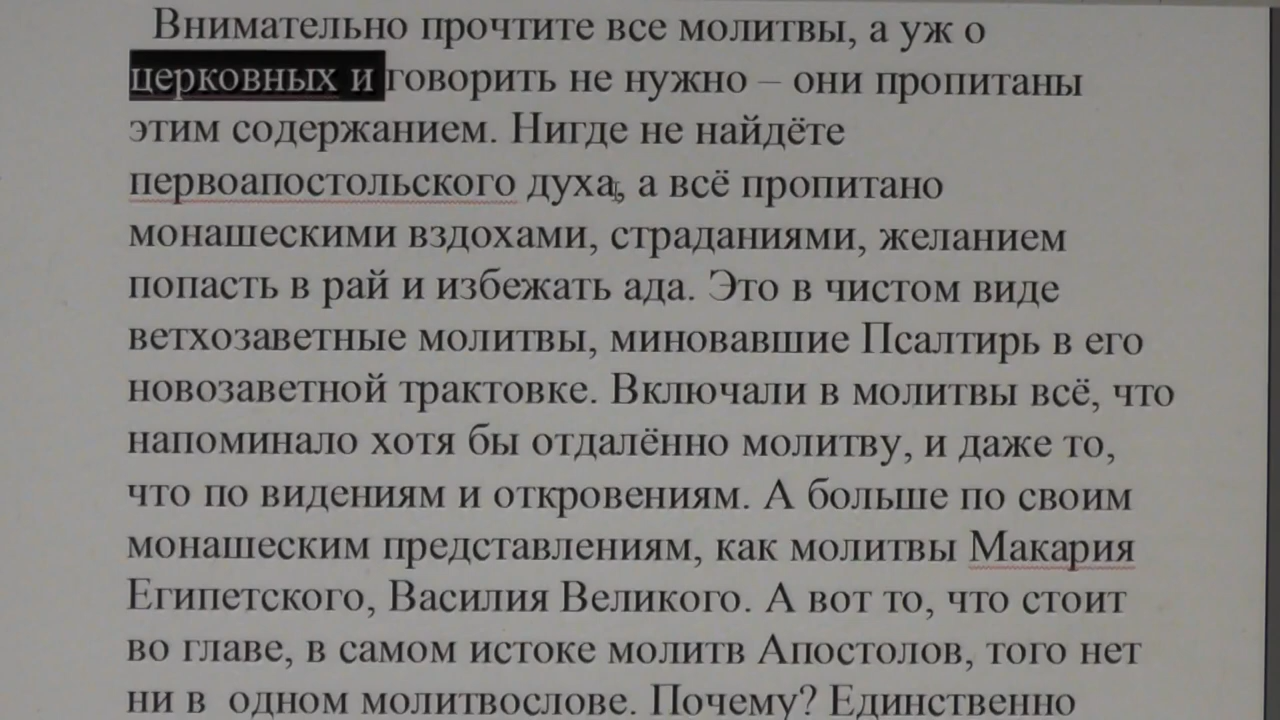 Внимательно прочтите все молитвы, а уж о
церковных и говорить не нужно – они пропитаны
этим содержанием. Нигде не найдёте
первоапостольского духа, а всё пропитано
монашескими вздохами, страданиями, желанием
попасть в рай и избежать ада. Это в чистом виде
ветхозаветные молитвы, миновавшие Псалтирь в его
новозаветной трактовке. Включали в молитвы всё, что
напоминало хотя бы отдалённо молитву, и даже то,
что по видениям и откровениям. А больше по своим
монашеским представлениям, как молитвы Макария
Египетского, Василия Великого. А вот то, что стоит
во главе, в самом истоке молитв Апостолов, того нет
ни в  одном молитвослове. Почему? Единственно